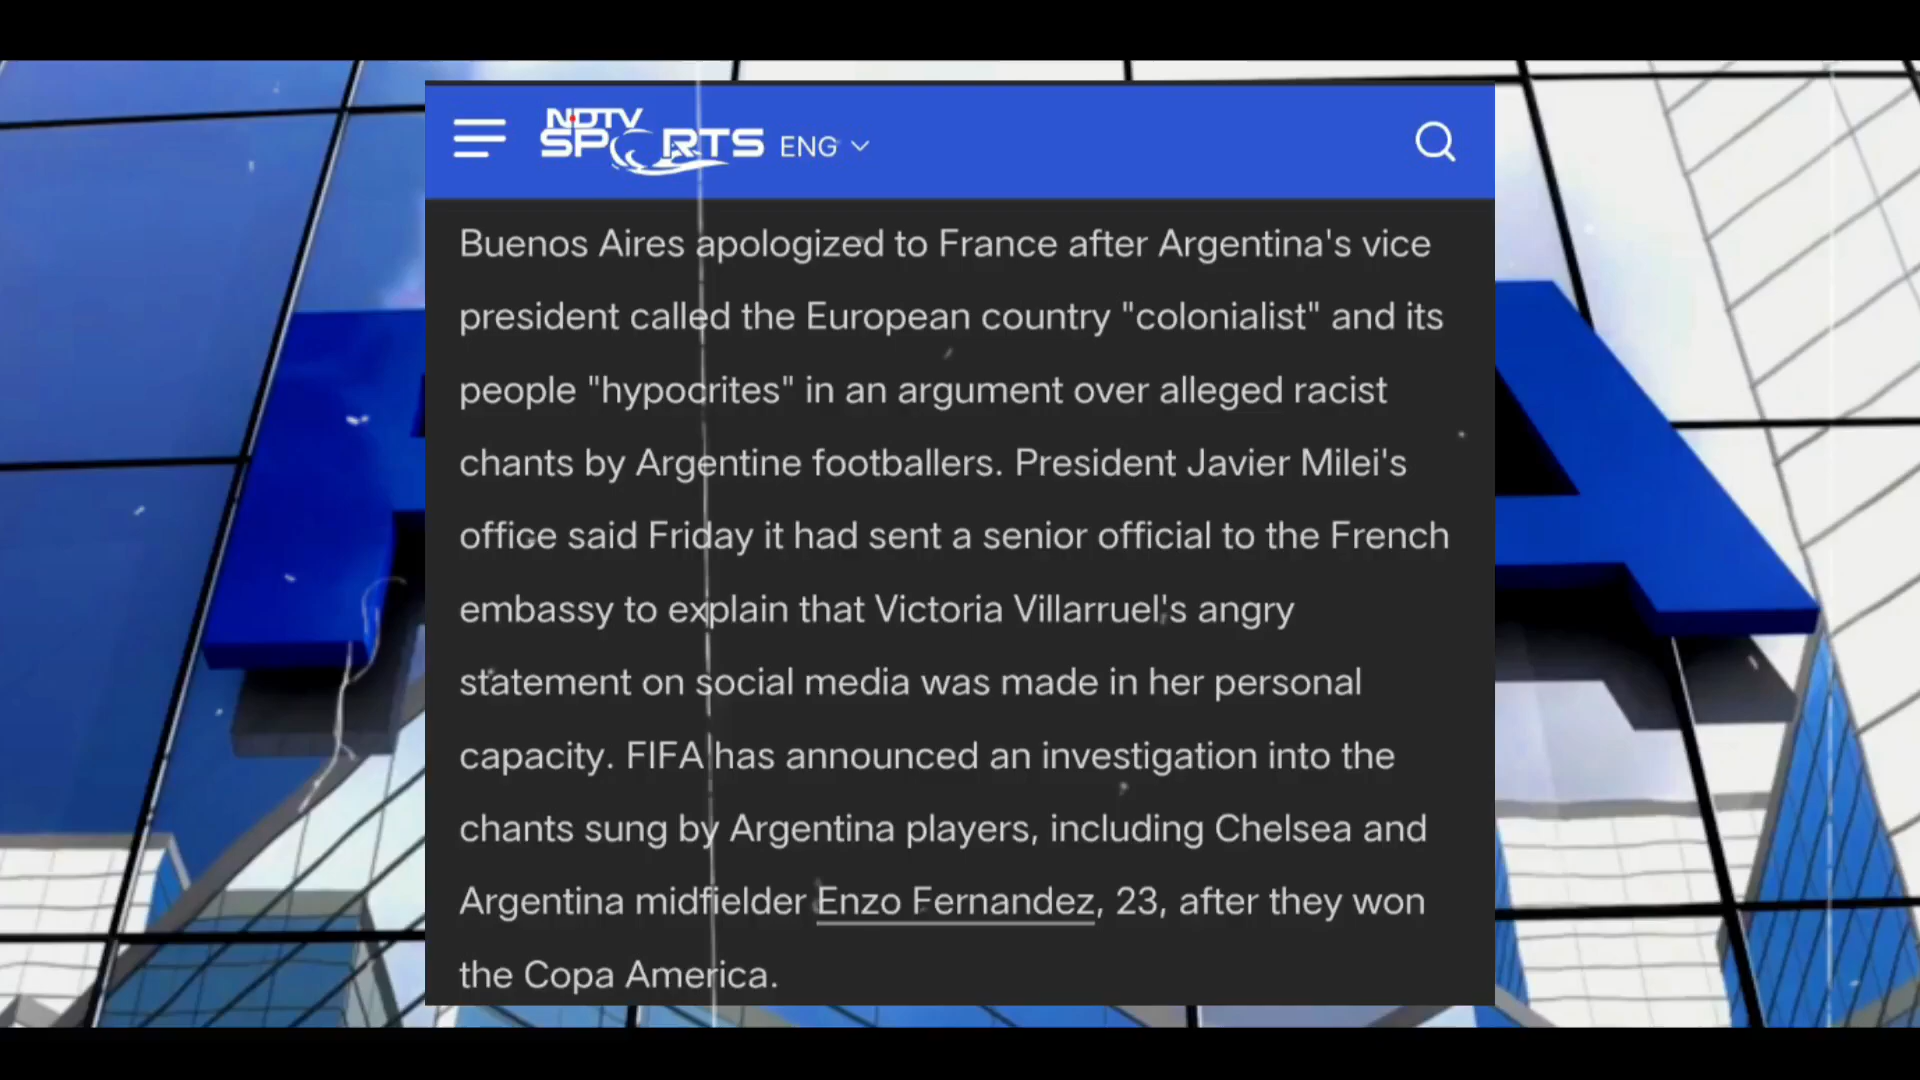 NDTV
SPORTS ENG
Buenos Aires apologized to France after Argentina's vice
president called the European country "colonialist" and its
people "hypocrites" in an argument over alleged racist
chants by Argentine footballers. President Javier Milei's
office said Friday it had sent a senior official to the French
embassy to explain that Victoria Villarruel's angry
statement on social media was made in her personal
capacity. FIFA has announced an investigation into the
chants sung by Argentina players, including Chelsea and
Argentina midfielder Enzo Fernandez, 23, after they won
the Copa America.